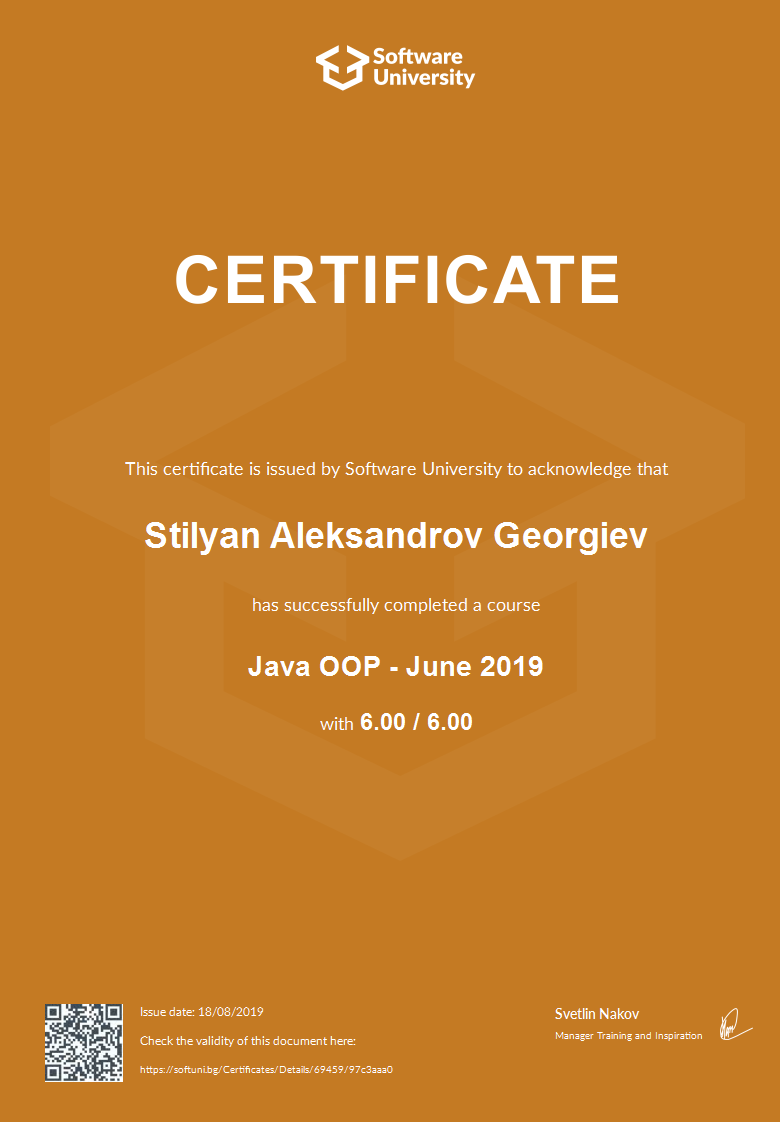 Software
University
CERTIFICATE
This certificate is issued by Software University to acknowledge that
Stilyan Aleksandrov Georgiev
has successfully completed a course
Java OOP - June 2019
with 6.00 / 6.00
Issue date: 18/08/2019
Check the validity of this document here:
https://softuni.bg/Certificates/Details/69459/97c3aaa0
Svetlin Nakov
Manager Training and Inspiration